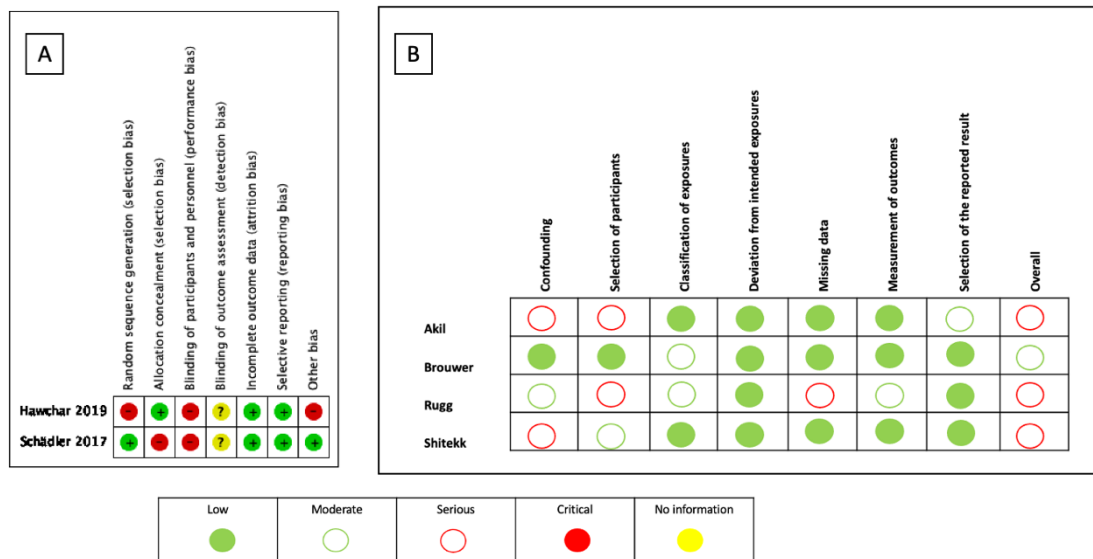 A
Random sequence generation (selection bias)
Allocation concealment (selection bias)
Blinding of participants and personnel (performance bias)
Blinding of outcome assessment (detection bias)
Incomplete outcome data (attrition bias)
Selective reporting (reporting bias)
Other bias
Hawchar 2019
- + - ? + + -
Schädler 2017
+ - - ? + + +
B
Confounding
Selection of participants
Classification of exposures
Deviation from intended exposures
Missing data
Measurement of outcomes
Selection of the reported result
Overall
Akil
Brouwer
Rugg
Shitekk
Low Moderate Serious Critical No information